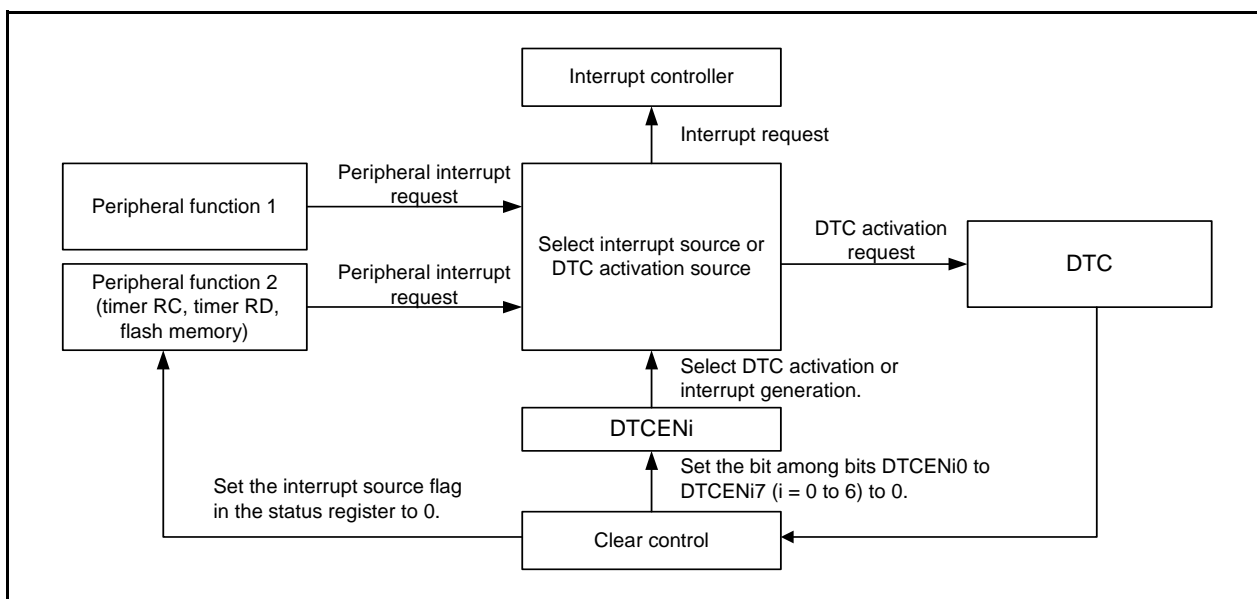 Interrupt controller
Interrupt request
Peripheral interrupt
request
Peripheral function 1
Select interrupt source or
DTC activation source
DTC activation
request
DTC
Peripheral function 2
(timer RC, timer RD,
flash memory)
Peripheral interrupt
request
Select DTC activation or
interrupt generation.
DTCENi
Set the interrupt source flag
in the status register to 0.
Set the bit among bits DTCENi0 to
DTCENi7 (i = 0 to 6) to 0.
Clear control